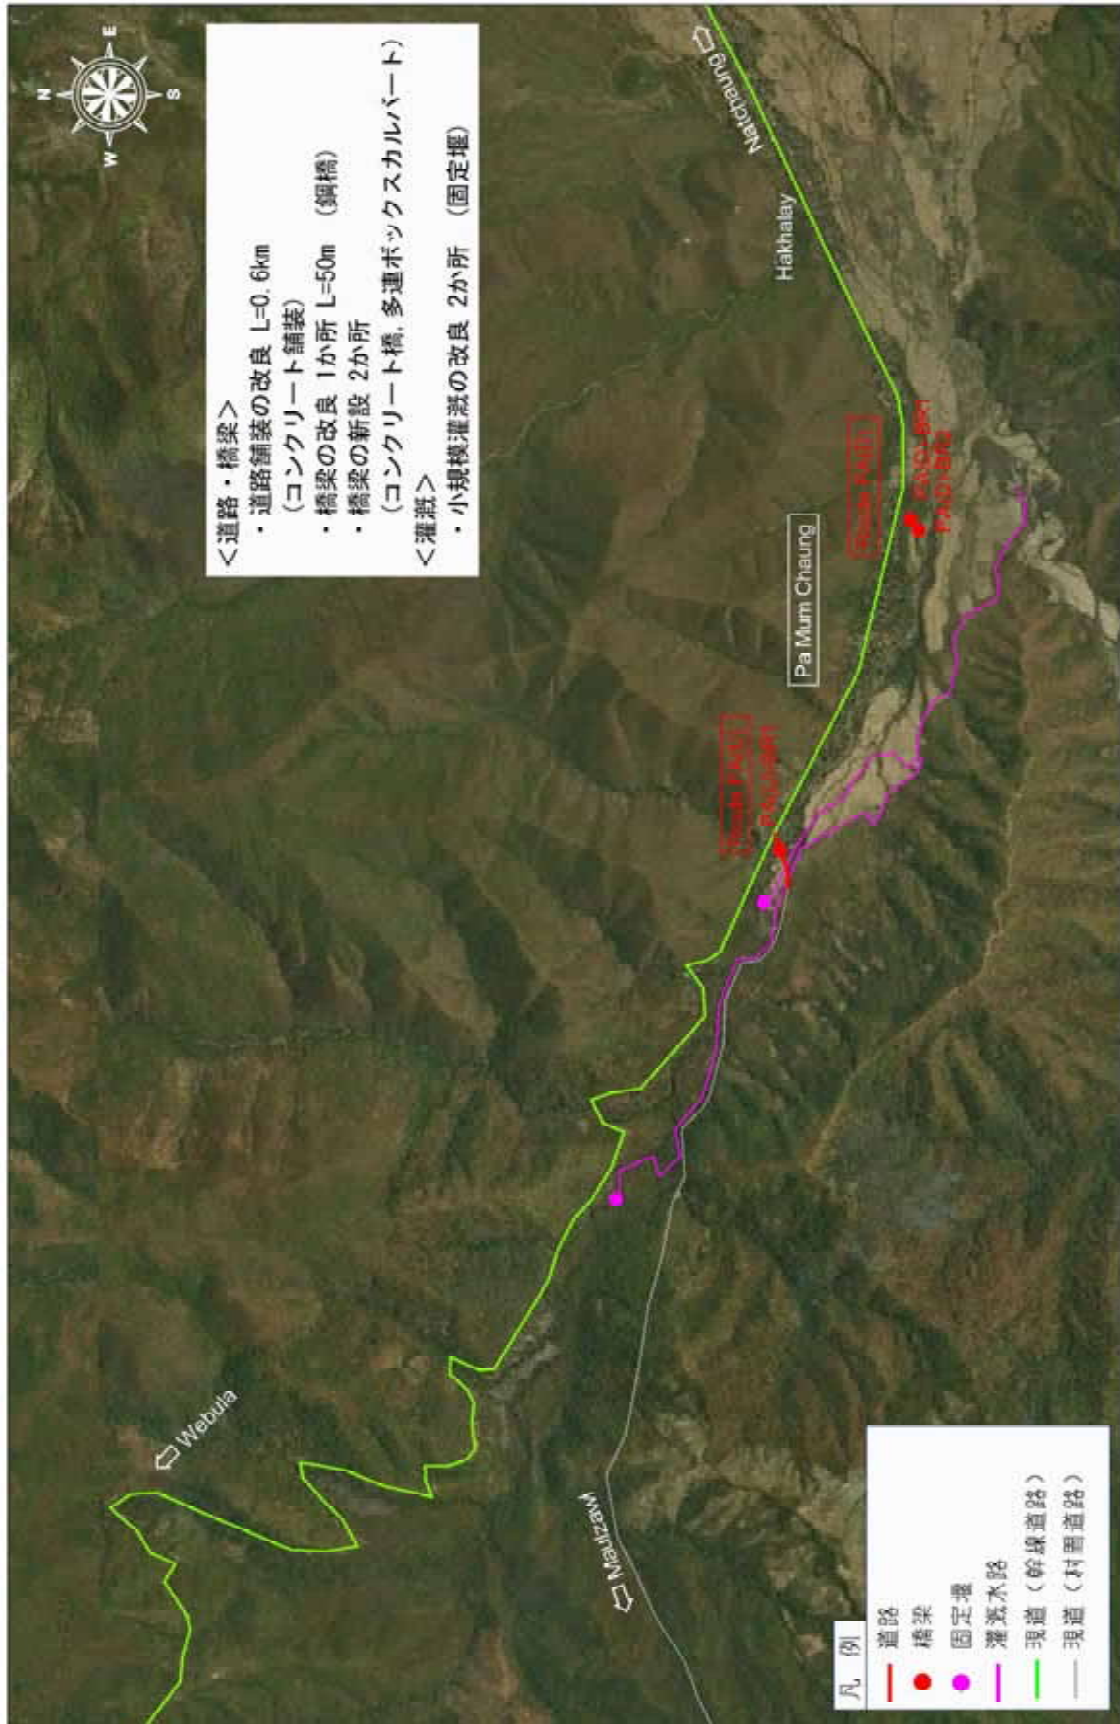 N
W
E
S
＜道路・橋梁＞
・道路舗装の改良 L=0.6km
（コンクリート舗装）
・橋梁の改良 1か所 L=50m （鋼橋）
・橋梁の新設 2か所
（コンクリート橋，多連ボックスカルバート）
＜灌漑＞
・小規模灌漑の改良 2か所 （固定堰）
Natchaung
Hakhalay
Pa Mum Chaung
Webula
Mauizawl
凡 例
道路
橋梁
固定堰
灌漑水路
現道（幹線道路）
現道（村間道路）